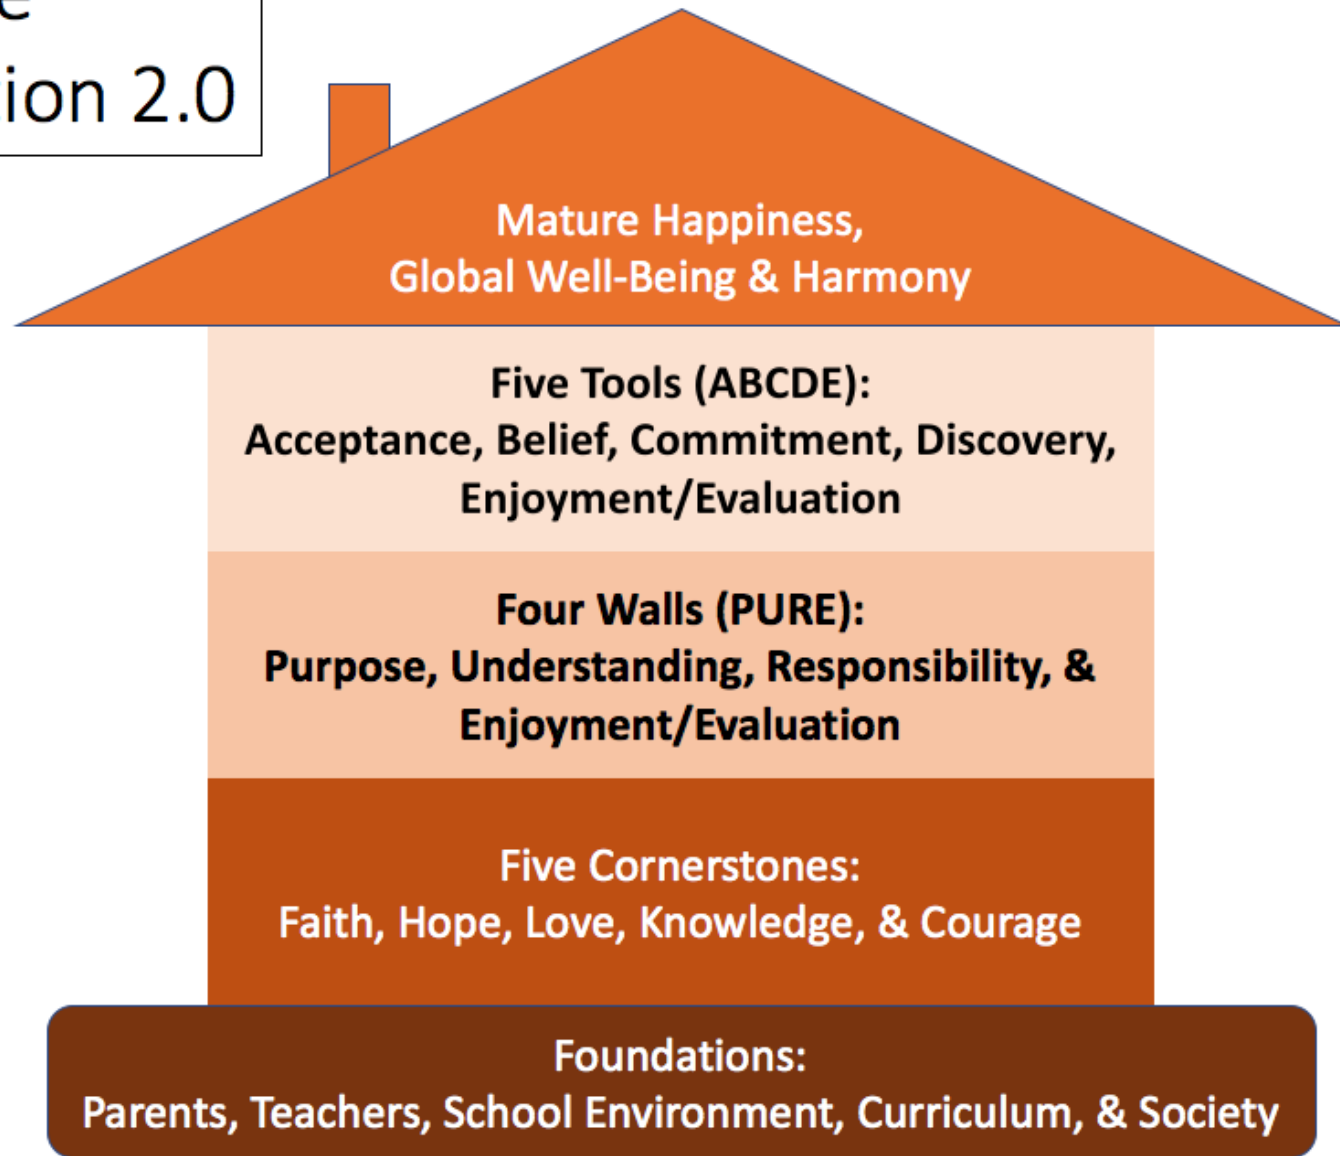 2.0
Mature Happiness,
Global Well-Being & Harmony
Five Tools (ABCDE):
Acceptance, Belief, Commitment, Discovery,
Enjoyment/Evaluation
Four Walls (PURE):
Purpose, Understanding, Responsibility, &
Enjoyment/Evaluation
Five Cornerstones:
Faith, Hope, Love, Knowledge, & Courage
Foundations:
Parents, Teachers, School Environment, Curriculum, & Society